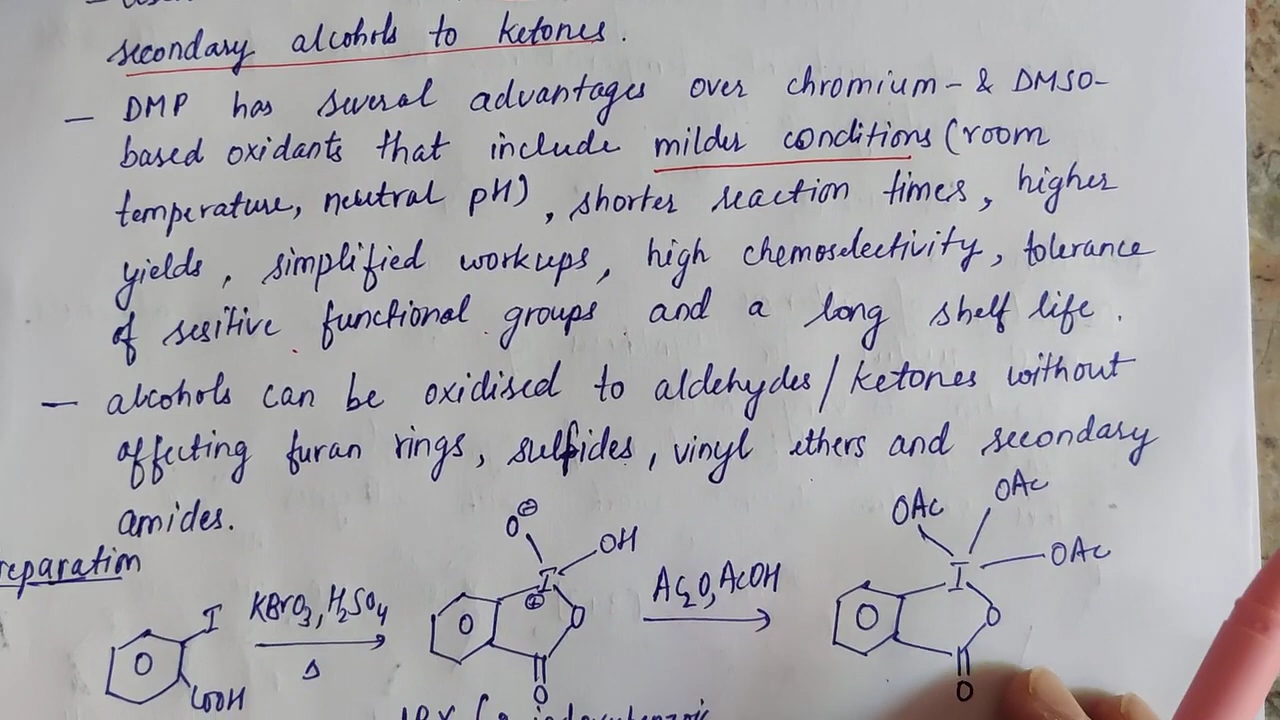 secondary alcohols to ketones.
— DMP has several advantages over chromium- & DMSO-
based oxidants that include milder conditions (room
temperature, neutral pH), shorter reaction times, higher
yields, simplified workups, high chemoselectivity, tolerance
of sesitive functional groups and a long shelf life.
— alcohols can be oxidised to aldehydes/ketones without
affecting furan rings, sulfides, vinyl ethers and secondary
amides.
reparation
I
COOH
KBrO3, H2SO4
Δ
O⊖
OH
I
⊕
O
O
Ac2O, AcOH
OAc
OAc
OAc
I
O
O
IBX